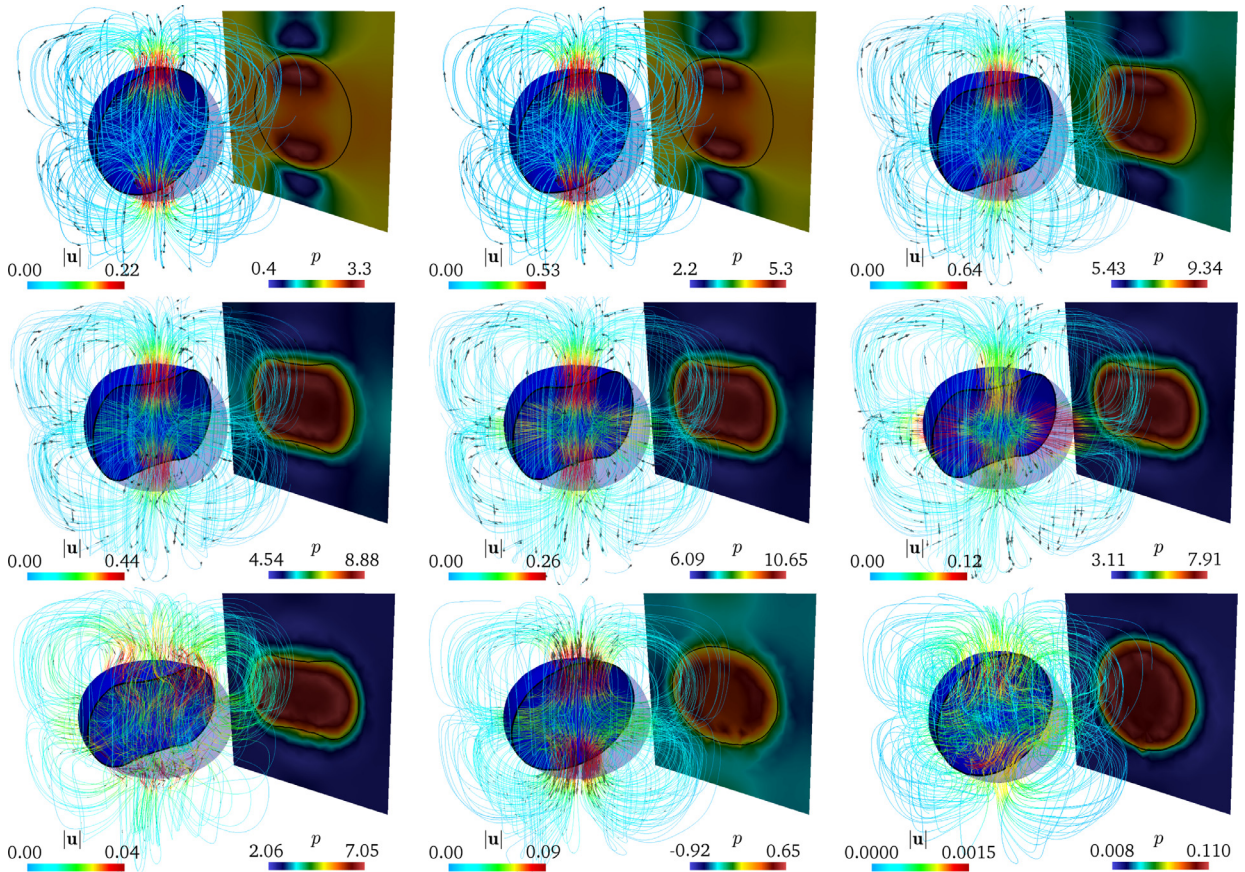 |u| p
0.00 0.22 0.4 3.3
|u| p
0.00 0.53 2.2 5.3
|u| p
0.00 0.64 5.43 9.34
|u| p
0.00 0.44 4.54 8.88
|u| p
0.00 0.26 6.09 10.65
|u| p
0.00 0.12 3.11 7.91
|u| p
0.00 0.04 2.06 7.05
|u| p
0.00 0.09 -0.92 0.65
|u| p
0.0000 0.0015 0.008 0.110